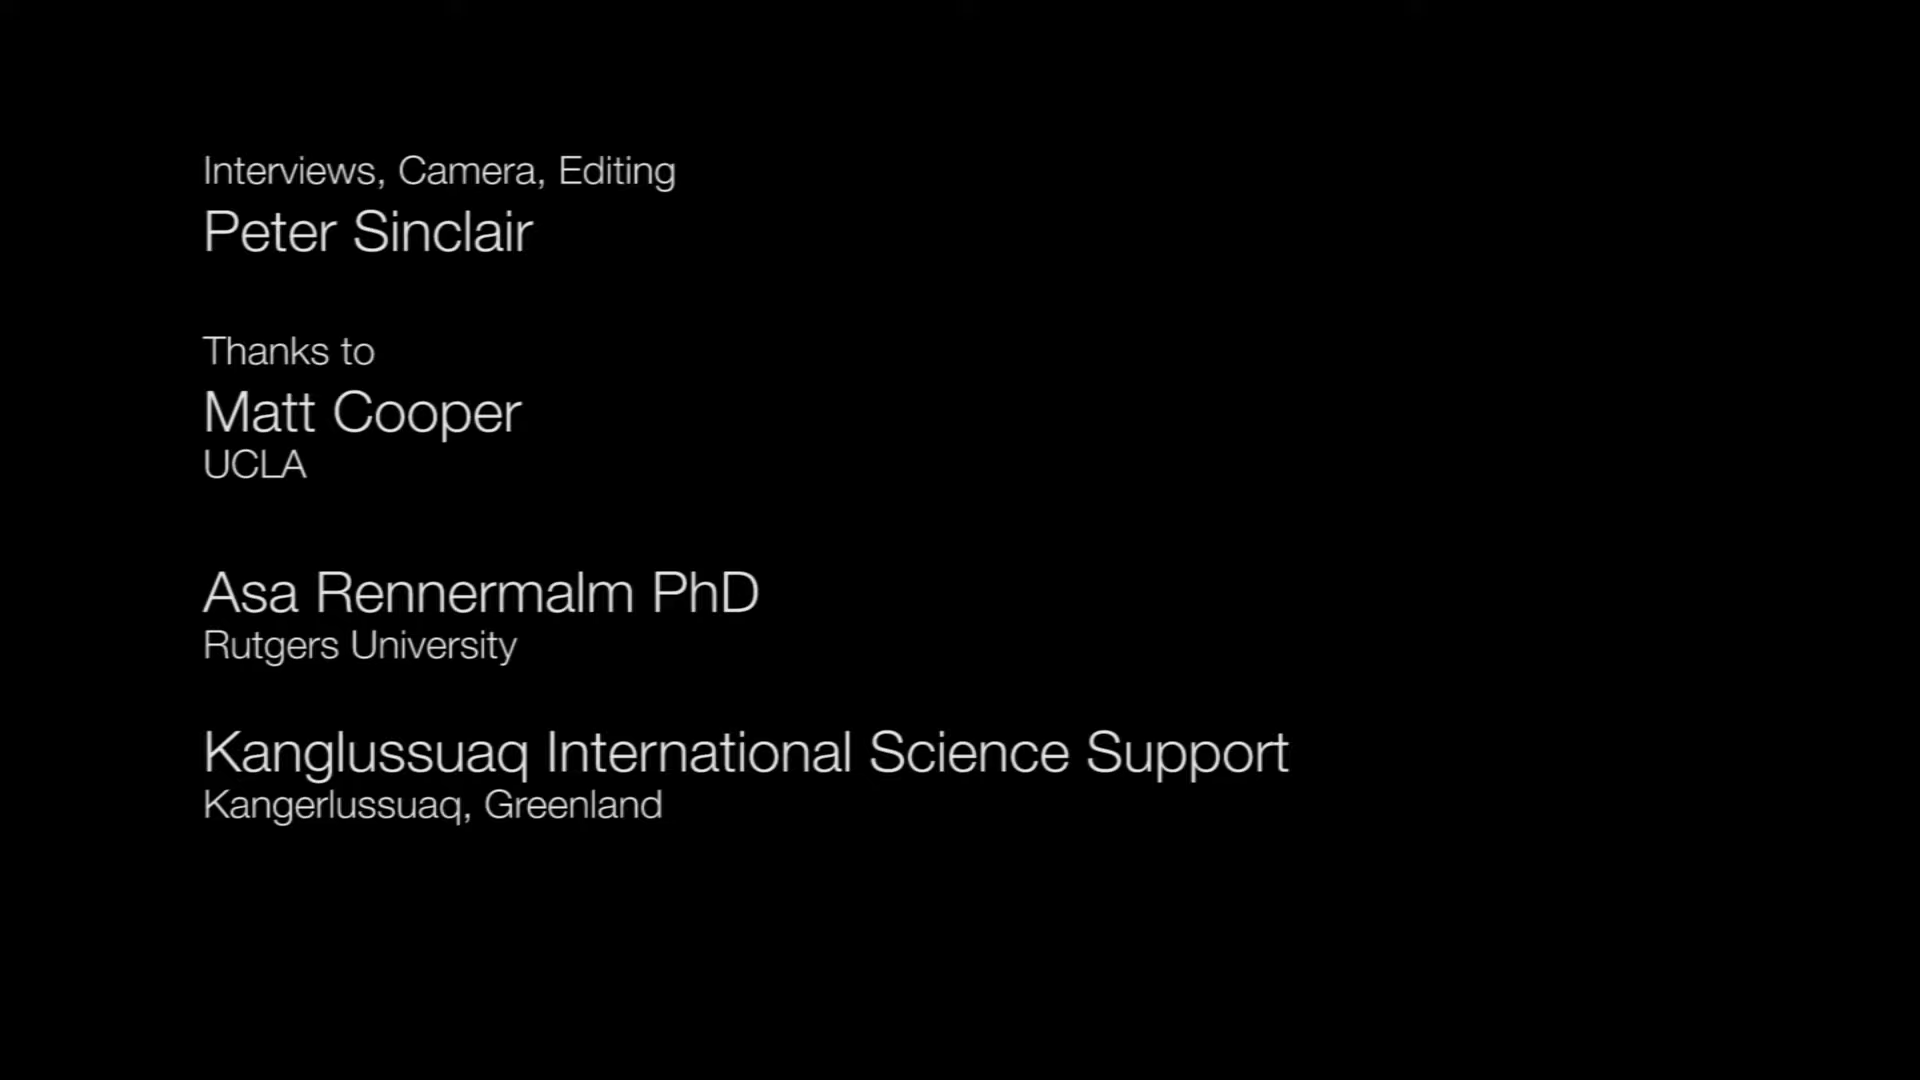 Interviews, Camera, Editing
Peter Sinclair
Thanks to
Matt Cooper
UCLA
Asa Rennermalm PhD
Rutgers University
Kanglussuaq International Science Support
Kangerlussuaq, Greenland